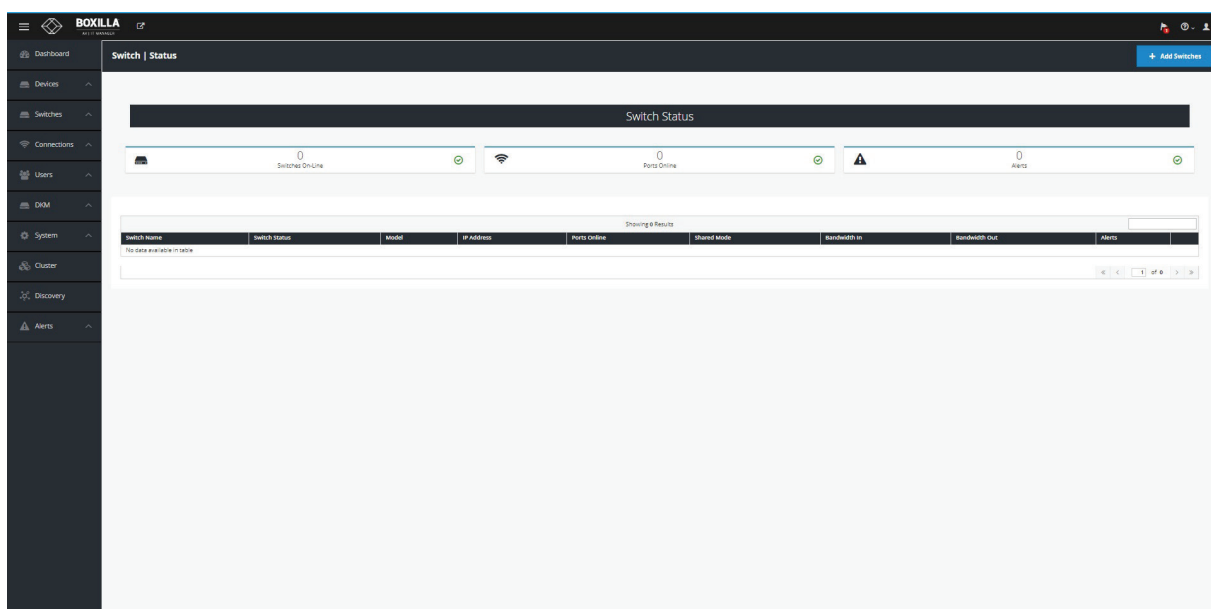 BOXILLA
Dashboard
Switch | Status
+ Add Switches
Devices
Switches
Switch Status
Connections
0
Switches On-Line
0
Ports Online
0
Alerts
Users
DKM
System
Showing 0 Results
Switch Name Switch Status Model IP Address Ports Online Shared Mode Bandwidth In Bandwidth Out Alerts
No data available in table
Cluster
« < 1 of 0 > »
Discovery
Alerts